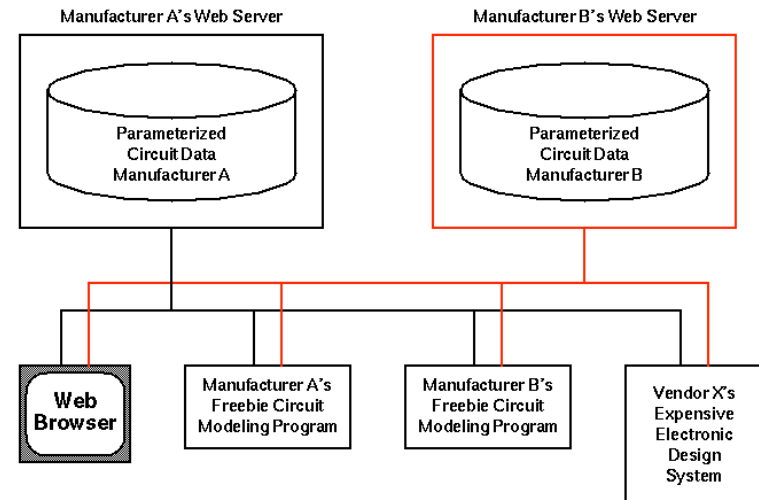 Manufacturer A's Web Server
Manufacturer B's Web Server
Parameterized
Circuit Data
Manufacturer A
Parameterized
Circuit Data
Manufacturer B
Web
Browser
Manufacturer A's
Freebie Circuit
Modeling Program
Manufacturer B's
Freebie Circuit
Modeling Program
Vendor X's
Expensive
Electronic
Design
System